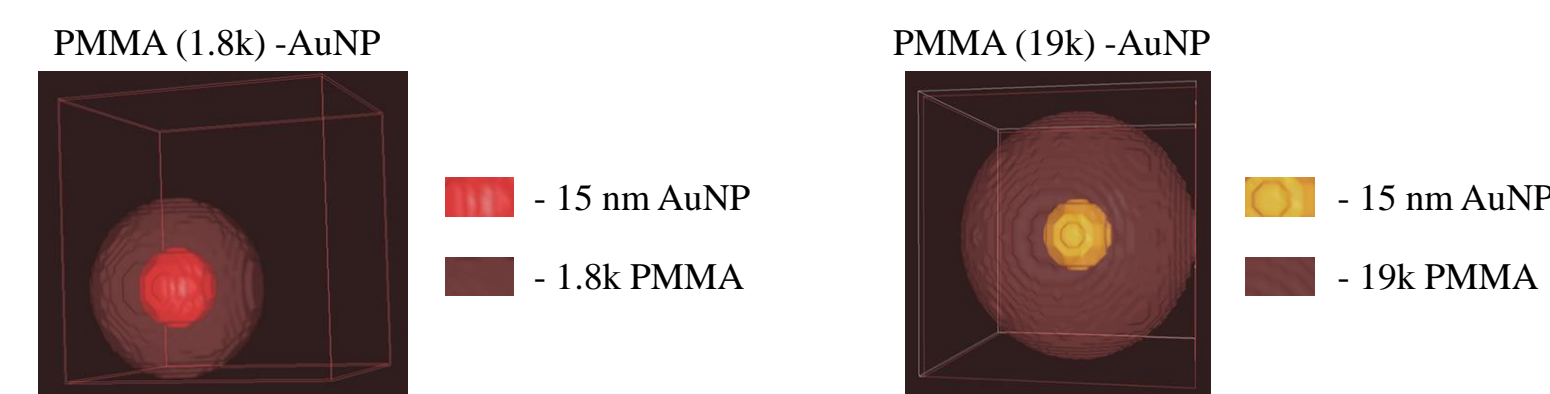 PMMA (1.8k) -AuNP
- 15 nm AuNP
- 1.8k PMMA
PMMA (19k) -AuNP
- 15 nm AuNP
- 19k PMMA